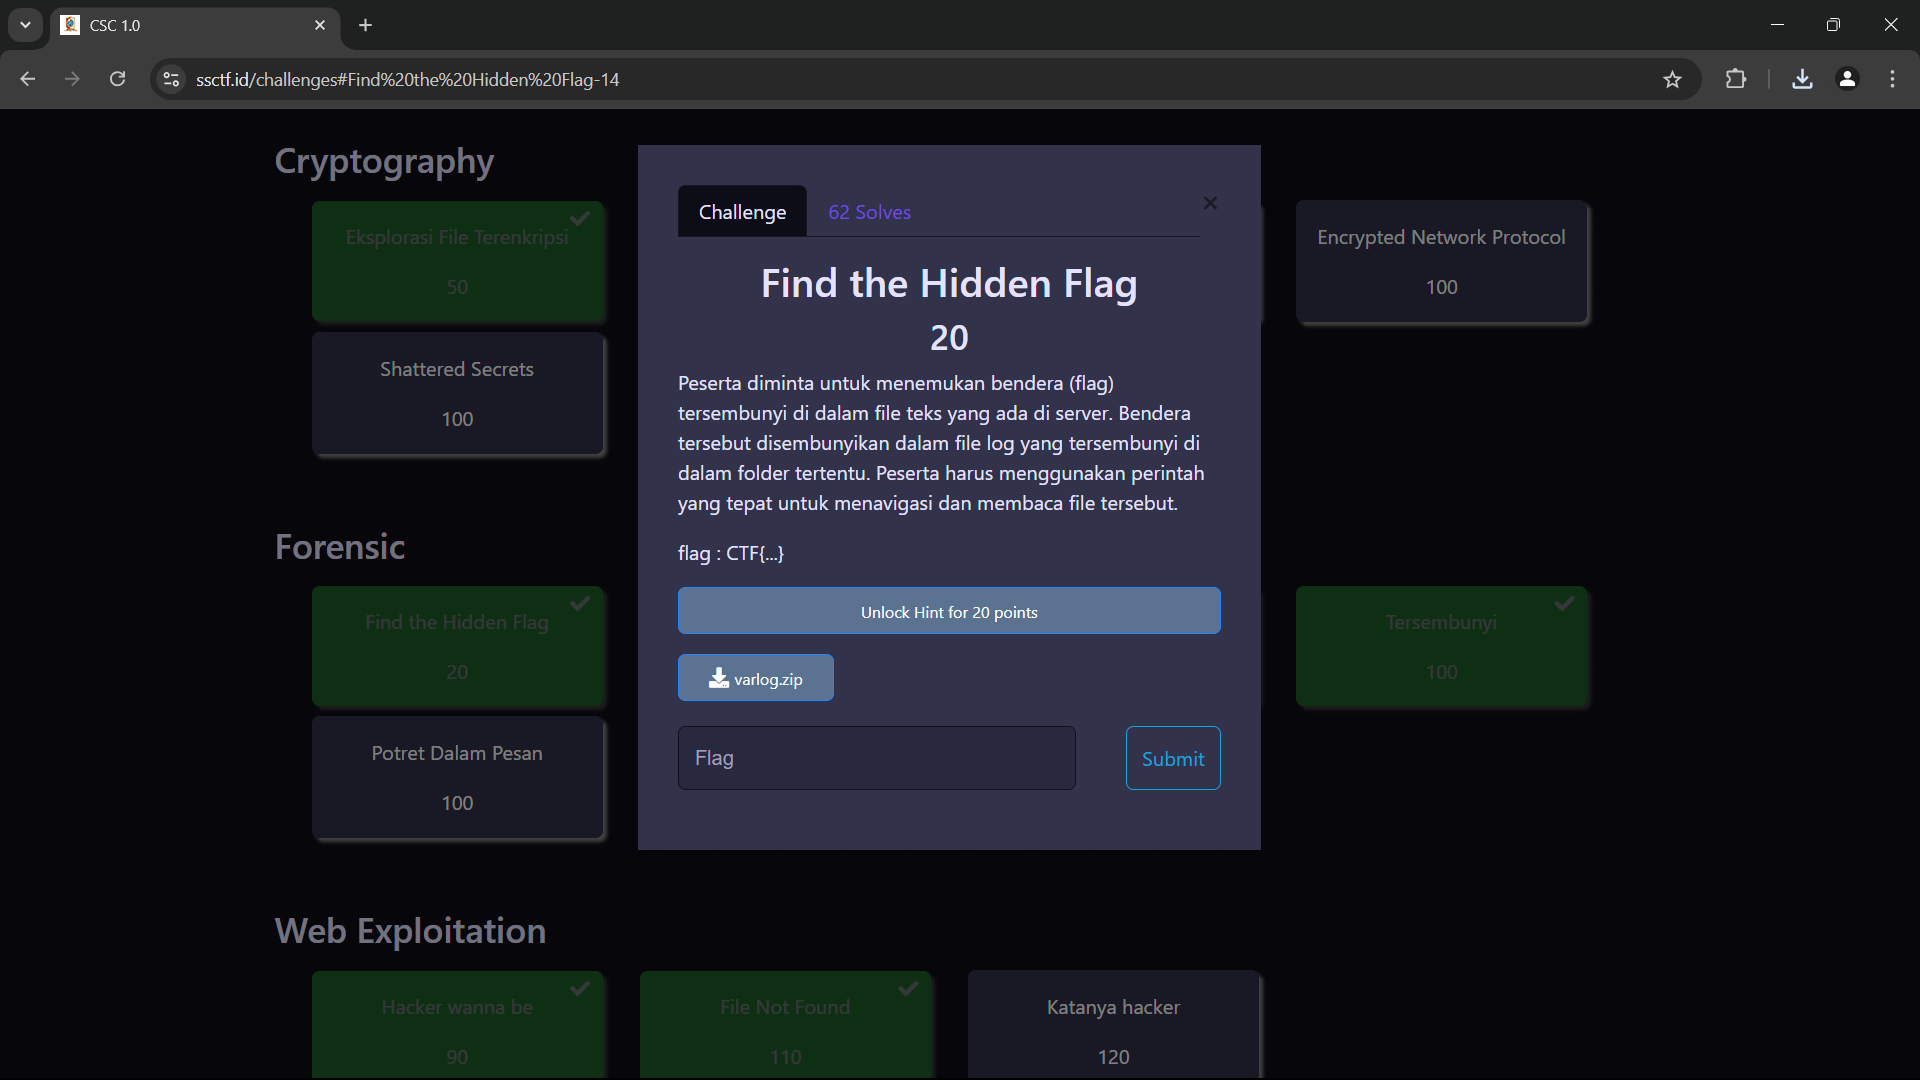 CSC 1.0
ssctf.id/challenges#Find%20the%20Hidden%20Flag-14
Cryptography
Eksplorasi File Terenkripsi
50
Encrypted Network Protocol
100
Shattered Secrets
100
Challenge
62 Solves
Find the Hidden Flag
20
Peserta diminta untuk menemukan bendera (flag)
tersembunyi di dalam file teks yang ada di server. Bendera
tersebut disembunyikan dalam file log yang tersembunyi di
dalam folder tertentu. Peserta harus menggunakan perintah
yang tepat untuk menavigasi dan membaca file tersebut.
flag : CTF{...}
Unlock Hint for 20 points
varlog.zip
Flag
Submit
Forensic
Find the Hidden Flag
20
Tersembunyi
100
Potret Dalam Pesan
100
Web Exploitation
Hacker wanna be
90
File Not Found
110
Katanya hacker
120